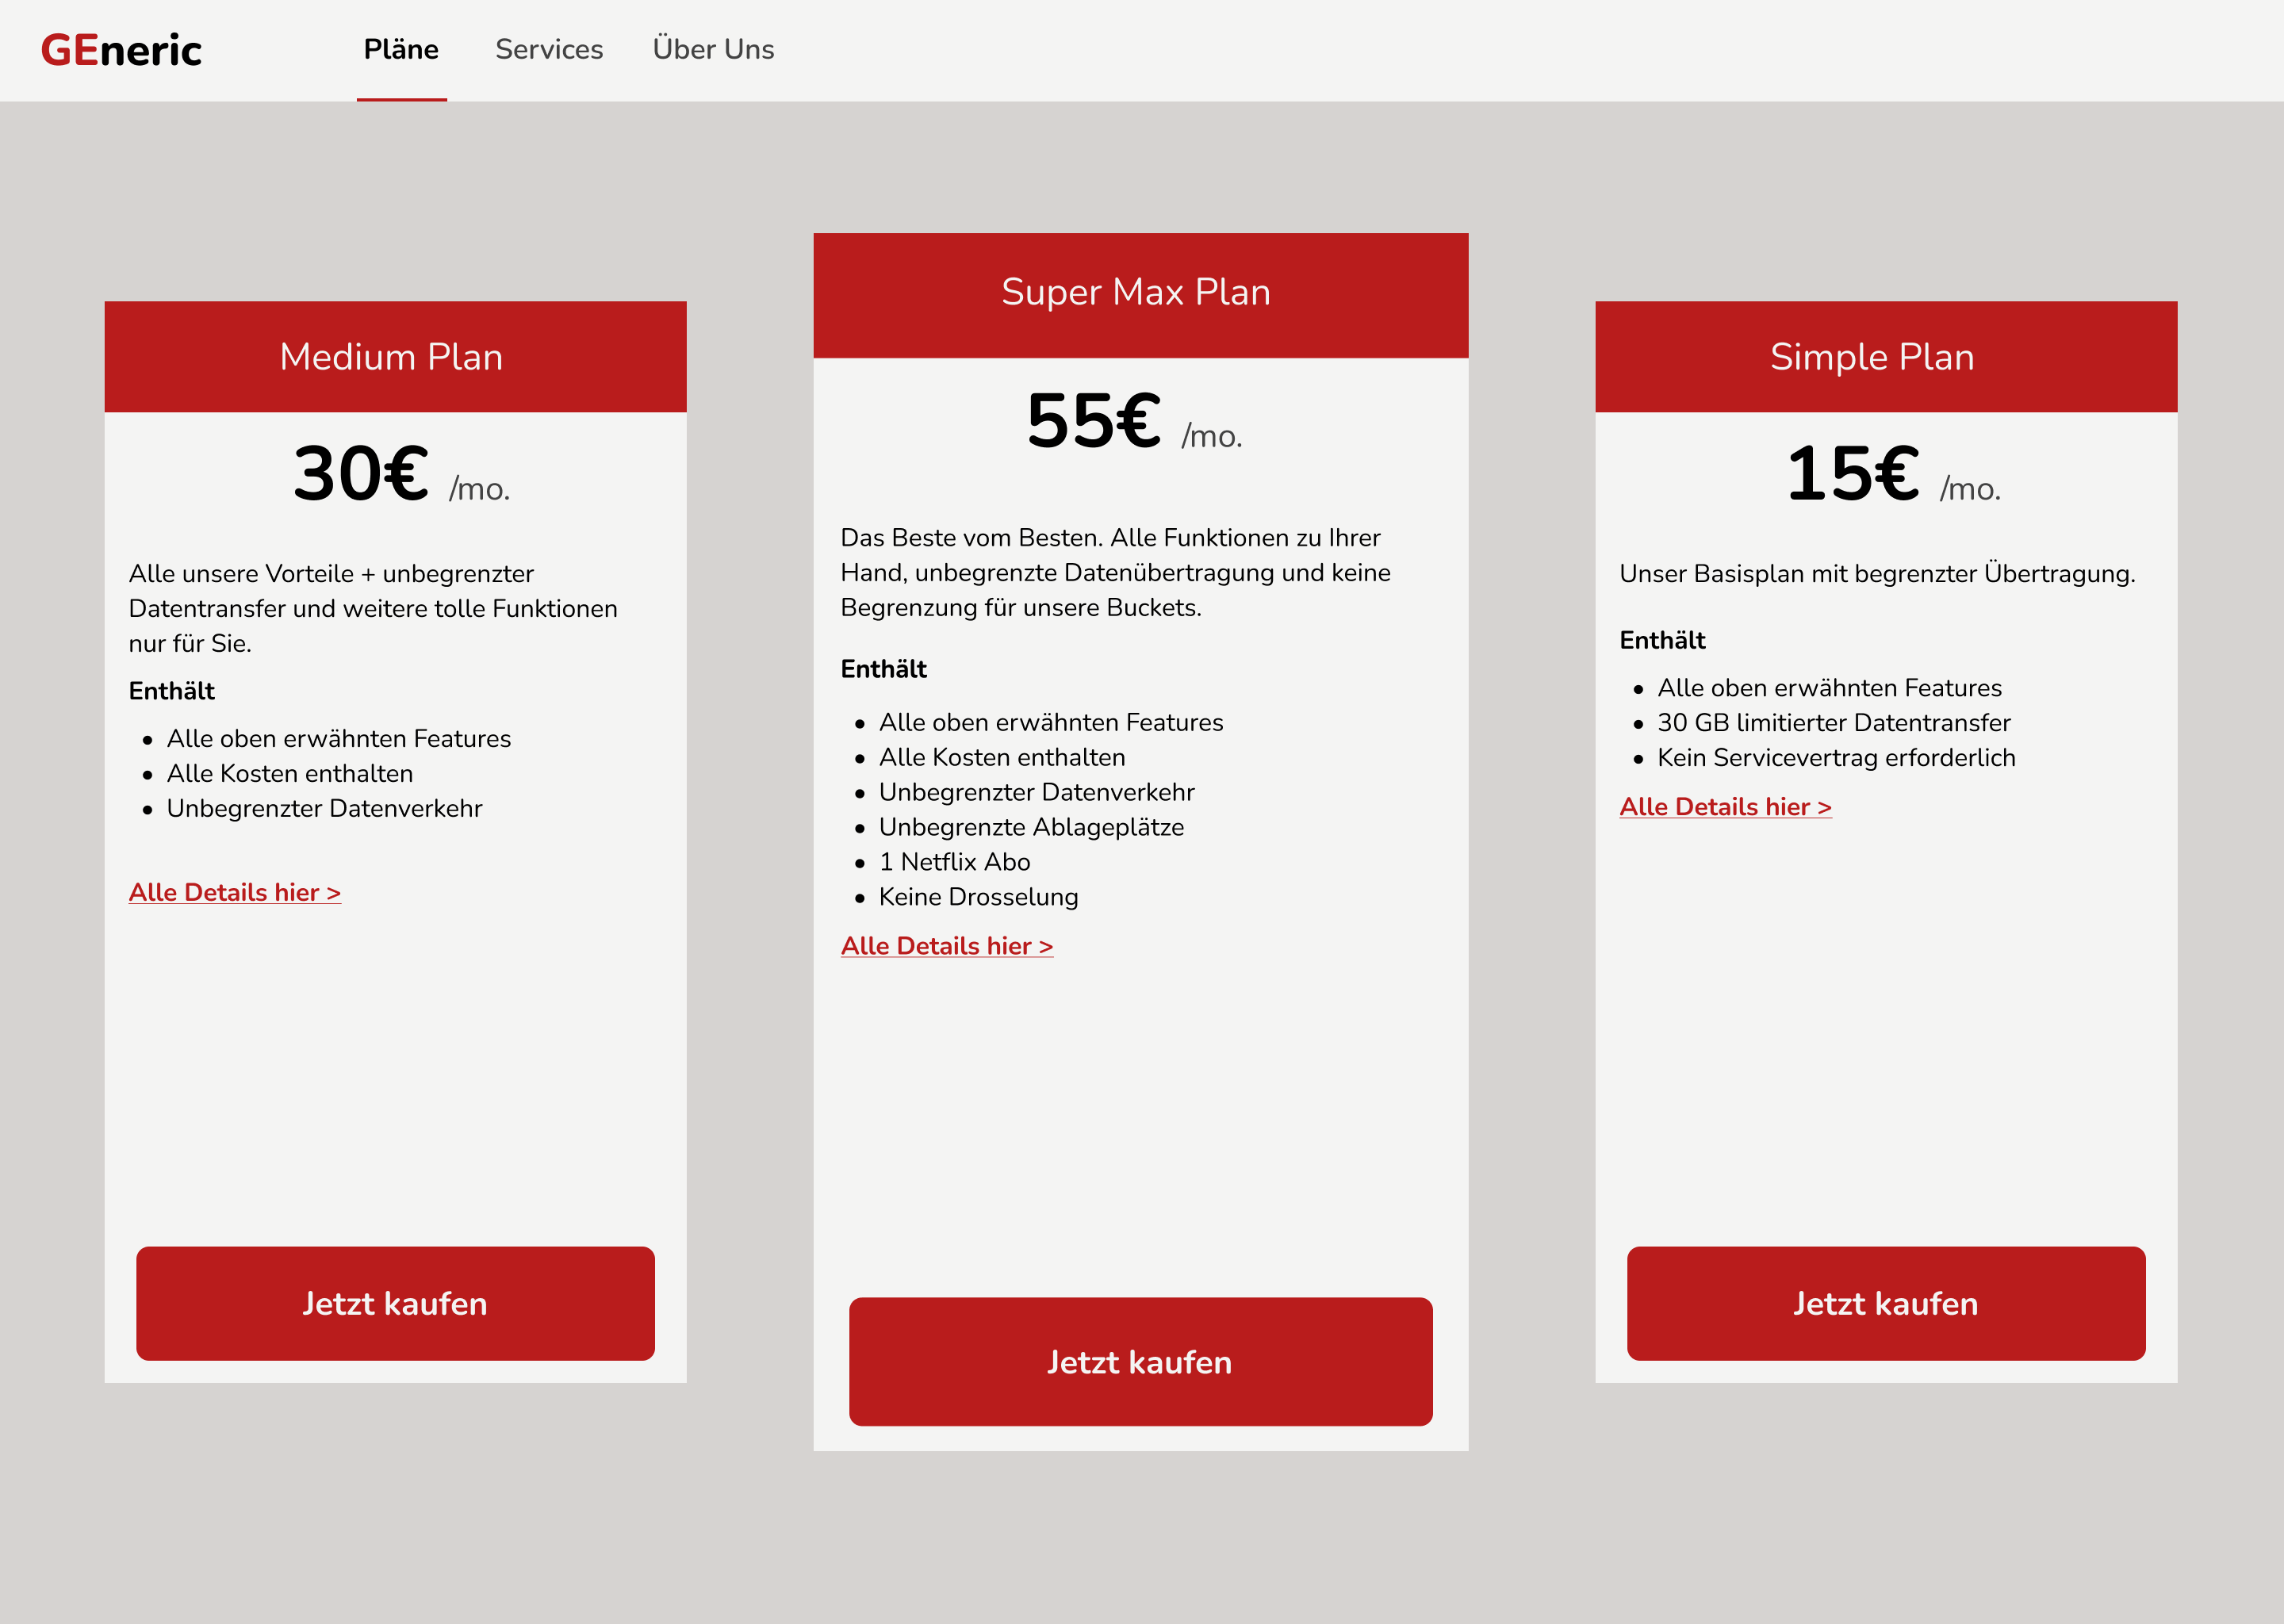 GEneric
Pläne
Services
Über Uns
Medium Plan
30€ /mo.
Alle unsere Vorteile + unbegrenzter
Datentransfer und weitere tolle Funktionen
nur für Sie.
Enthält
• Alle oben erwähnten Features
• Alle Kosten enthalten
• Unbegrenzter Datenverkehr
Alle Details hier >
Jetzt kaufen
Super Max Plan
55€ /mo.
Das Beste vom Besten. Alle Funktionen zu Ihrer
Hand, unbegrenzte Datenübertragung und keine
Begrenzung für unsere Buckets.
Enthält
• Alle oben erwähnten Features
• Alle Kosten enthalten
• Unbegrenzter Datenverkehr
• Unbegrenzte Ablageplätze
• 1 Netflix Abo
• Keine Drosselung
Alle Details hier >
Jetzt kaufen
Simple Plan
15€ /mo.
Unser Basisplan mit begrenzter Übertragung.
Enthält
• Alle oben erwähnten Features
• 30 GB limitierter Datentransfer
• Kein Servicevertrag erforderlich
Alle Details hier >
Jetzt kaufen